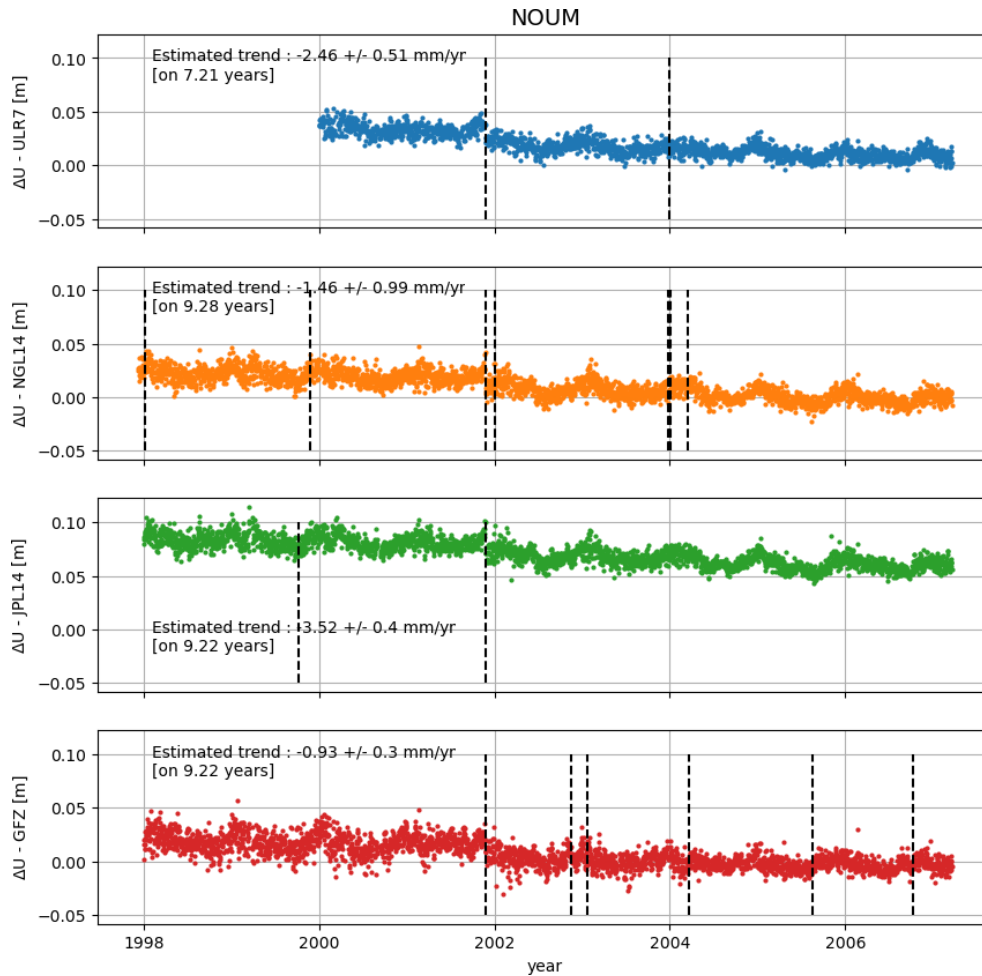 NOUM
ΔU - ULR7 [m]
0.10
0.05
0.00
−0.05
Estimated trend : -2.46 +/- 0.51 mm/yr
[on 7.21 years]
ΔU - NGL14 [m]
0.10
0.05
0.00
−0.05
Estimated trend : -1.46 +/- 0.99 mm/yr
[on 9.28 years]
ΔU - JPL14 [m]
0.10
0.05
0.00
−0.05
Estimated trend : -3.52 +/- 0.4 mm/yr
[on 9.22 years]
ΔU - GFZ [m]
0.10
0.05
0.00
−0.05
Estimated trend : -0.93 +/- 0.3 mm/yr
[on 9.22 years]
1998 2000 2002 2004 2006
year